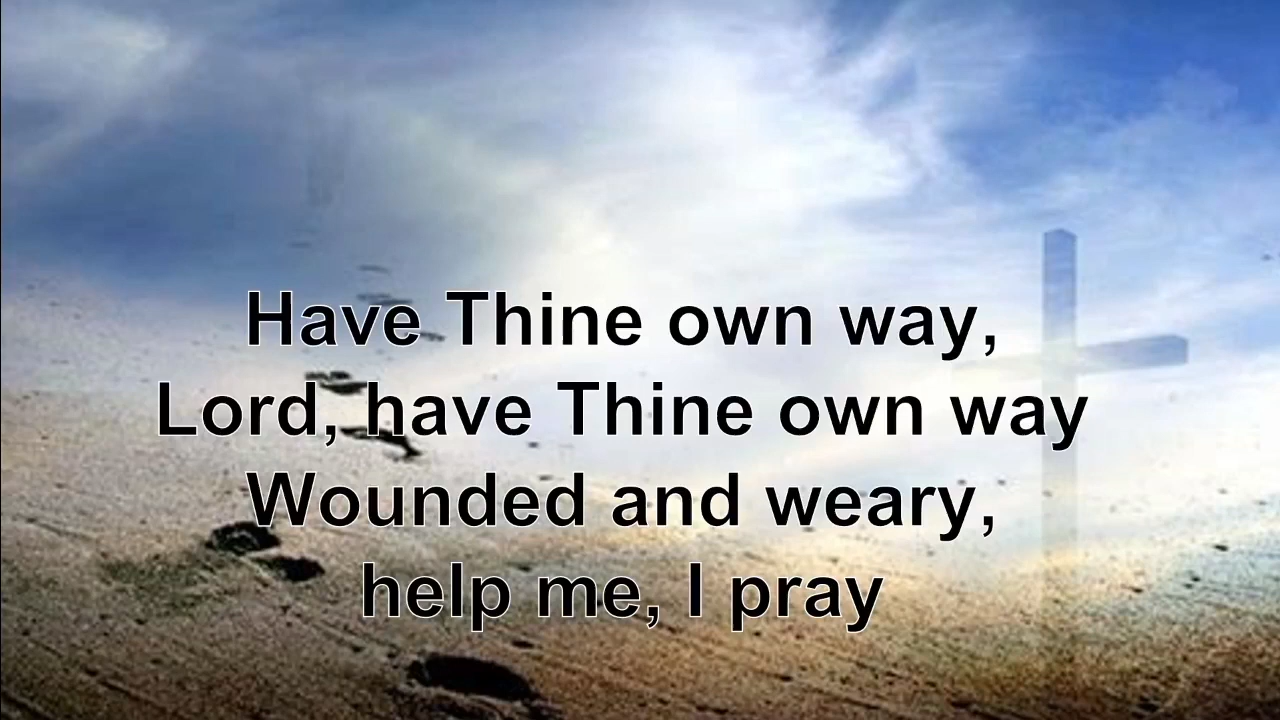 Have Thine own way,
Lord, have Thine own way
Wounded and weary,
help me, I pray